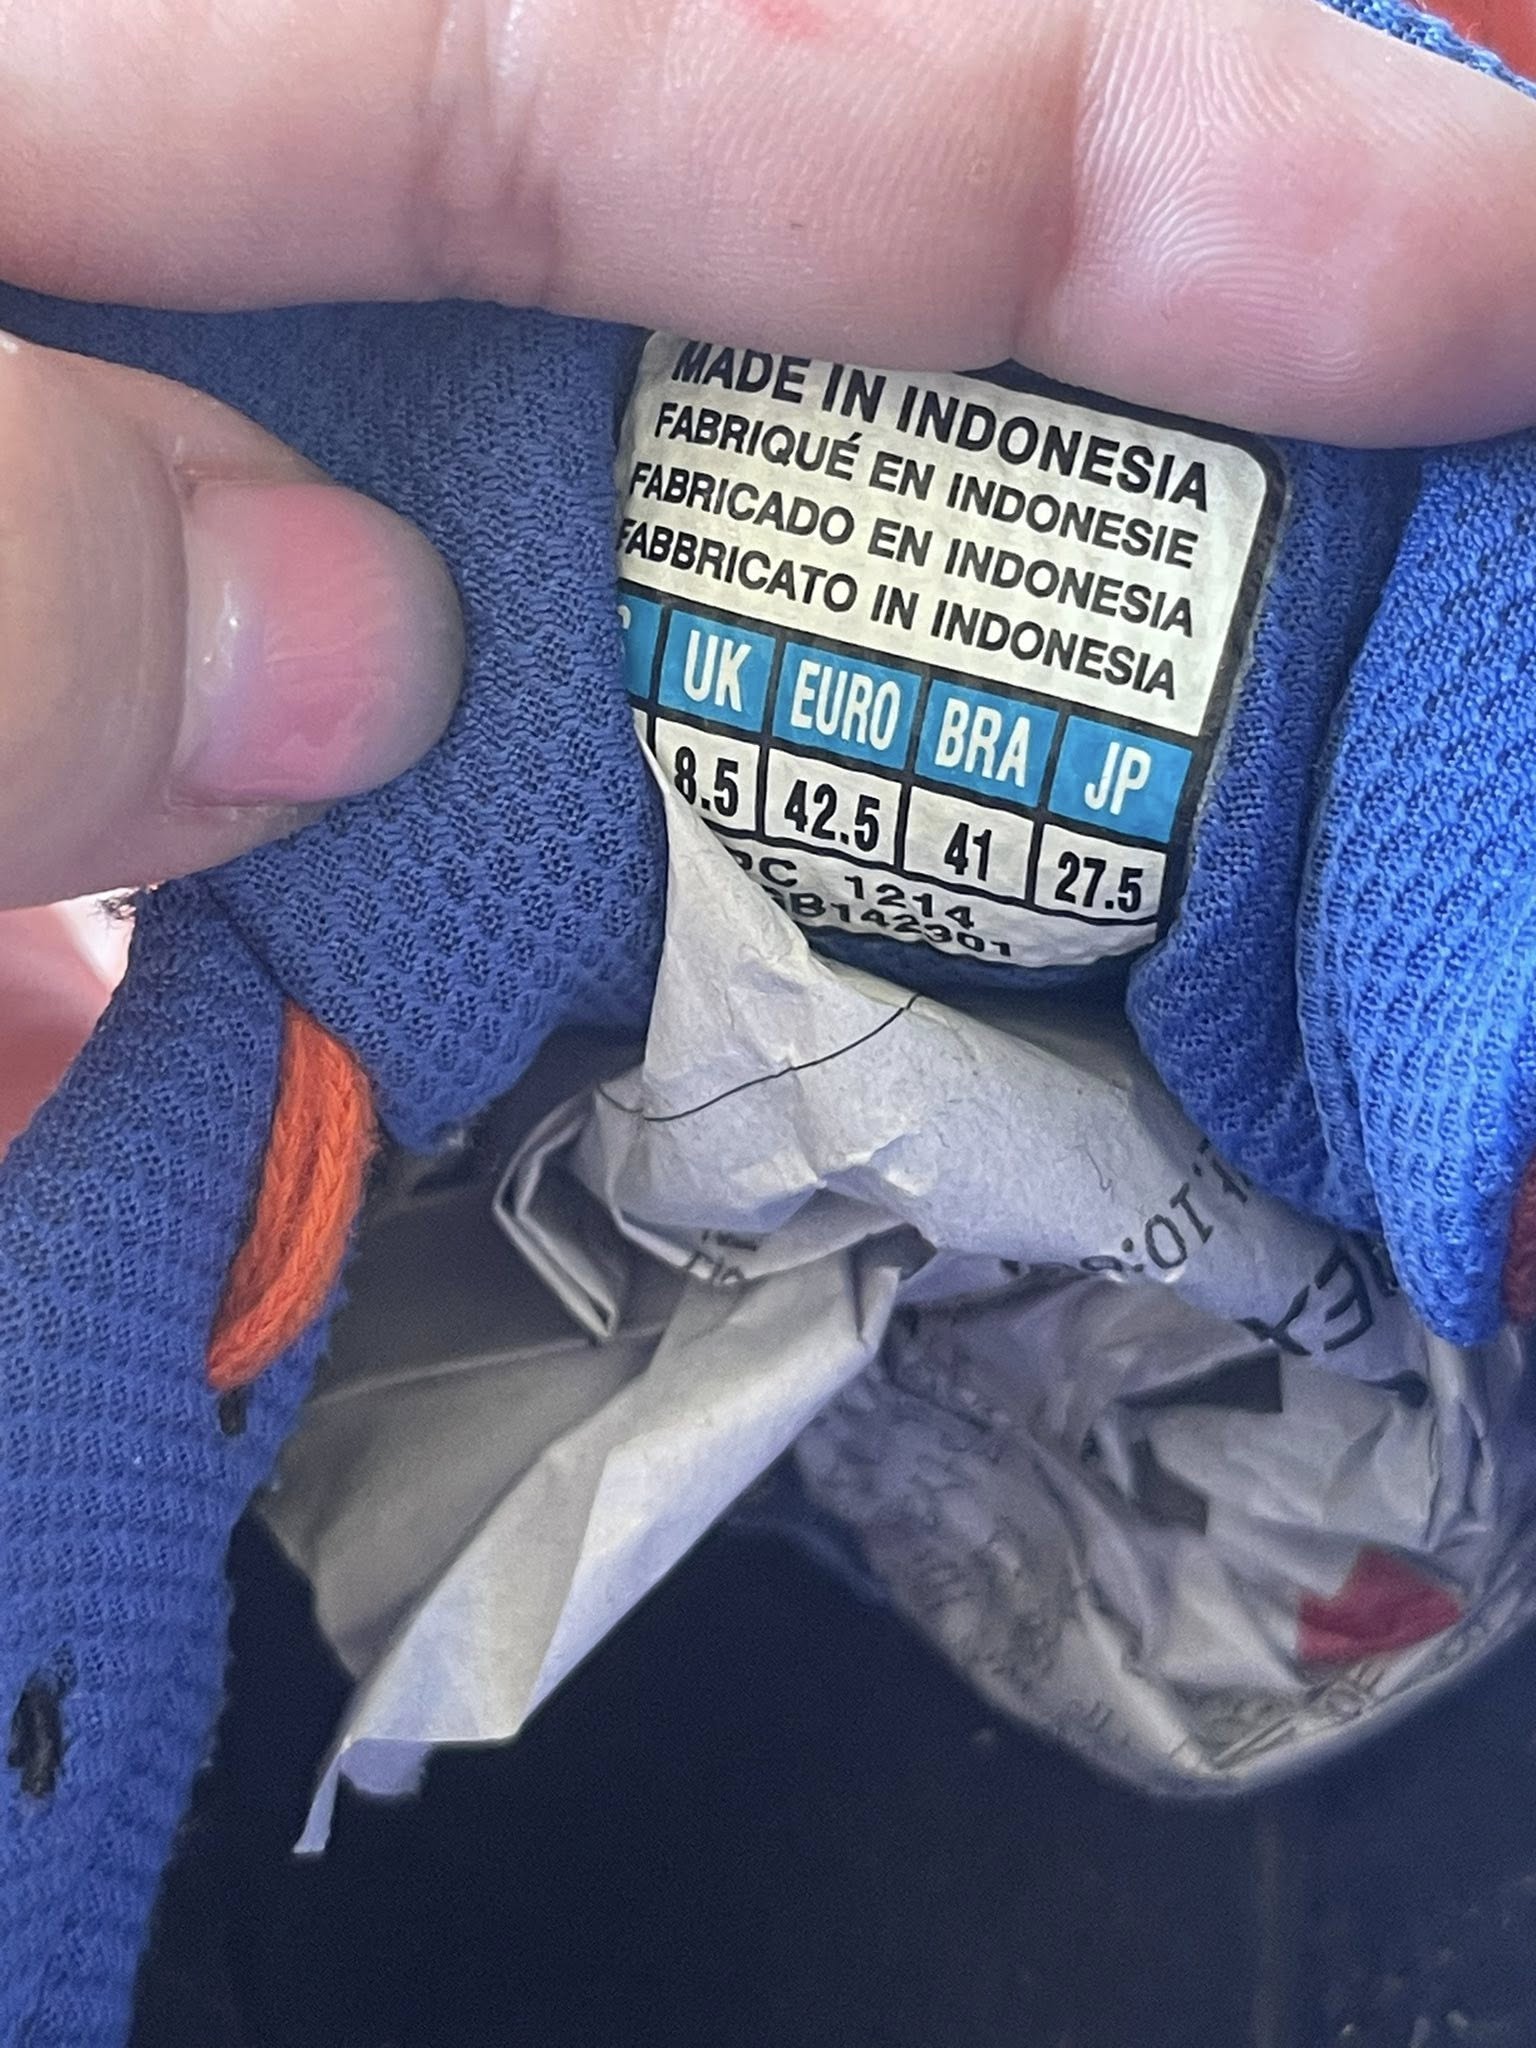 MADE IN INDONESIA
FABRIQUÉ EN INDONESIE
FABRICADO EN INDONESIA
FABBRICATO IN INDONESIA
UK EURO BRA JP
8.5 42.5 41 27.5
1214